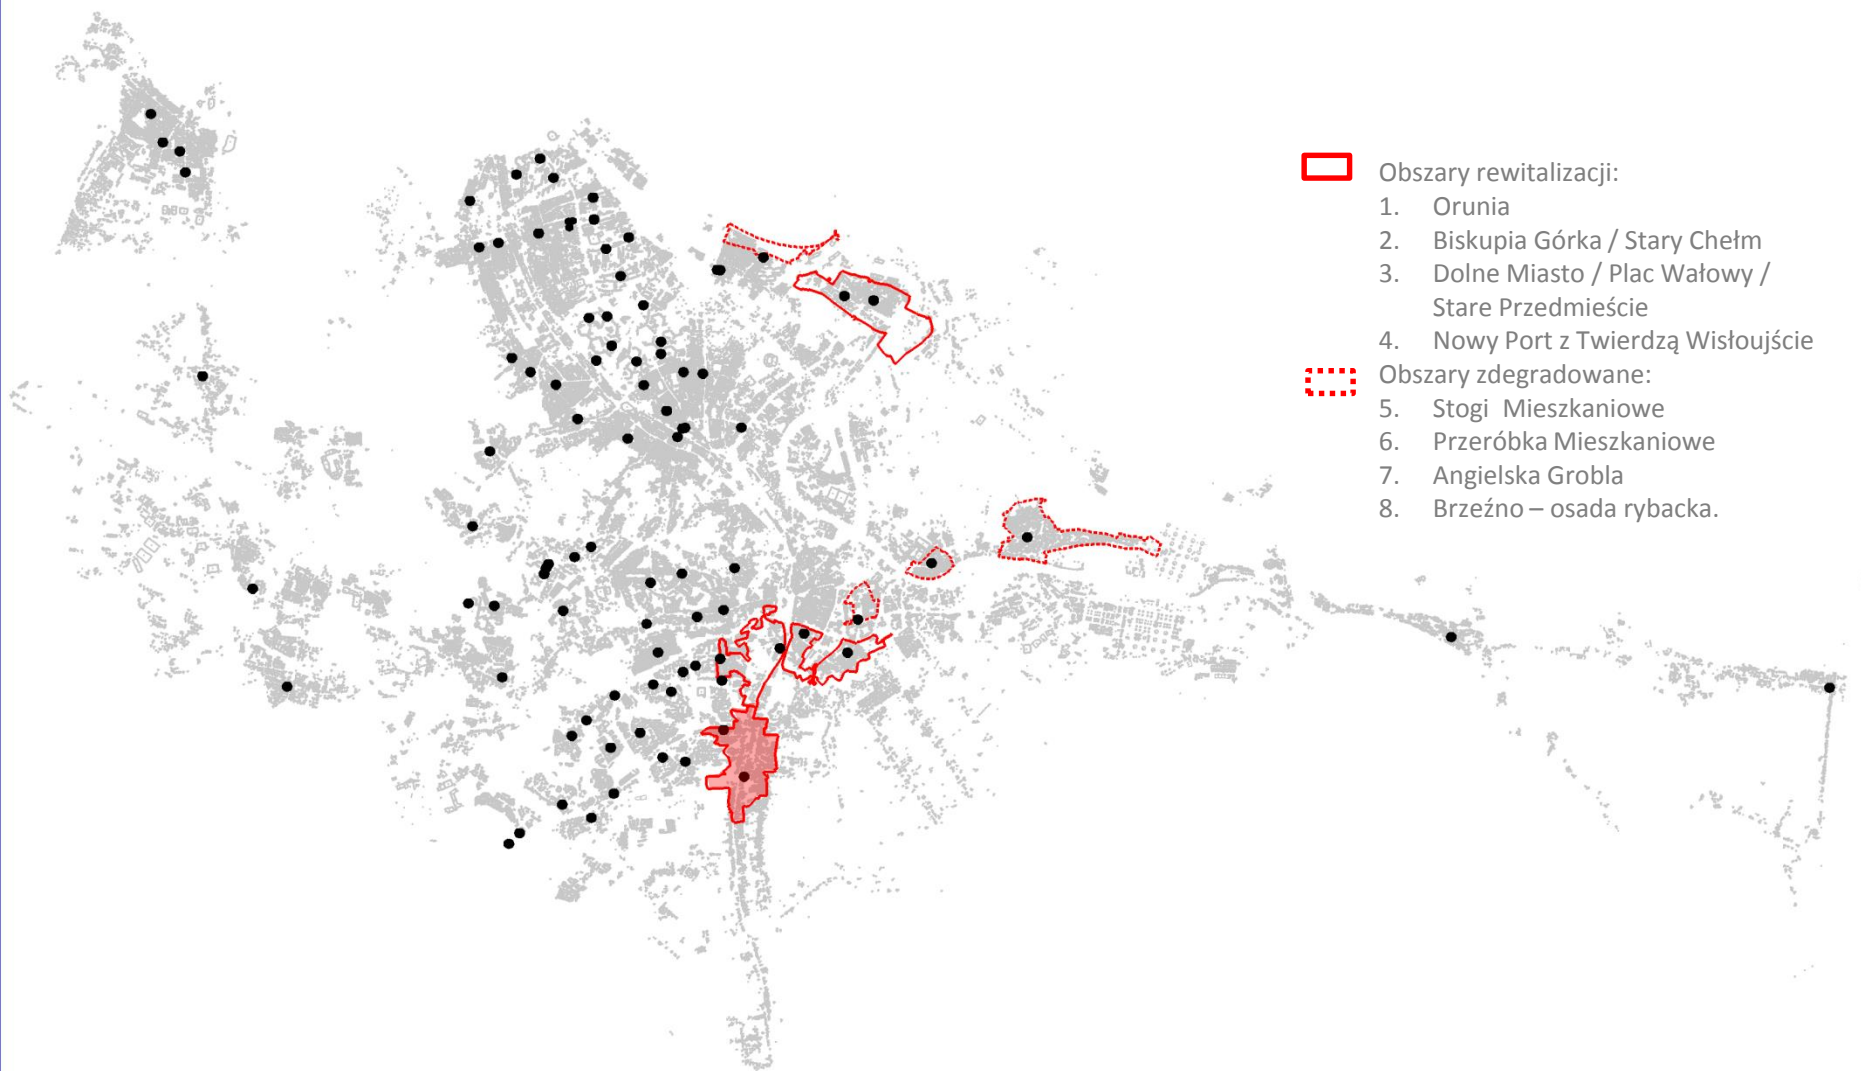 Obszary rewitalizacji:
1. Orunia
2. Biskupia Górka / Stary Chełm
3. Dolne Miasto / Plac Wałowy /
Stare Przedmieście
4. Nowy Port z Twierdzą Wisłoujście
Obszary zdegradowane:
5. Stogi Mieszkaniowe
6. Przeróbka Mieszkaniowe
7. Angielska Grobla
8. Brzeźno – osada rybacka.